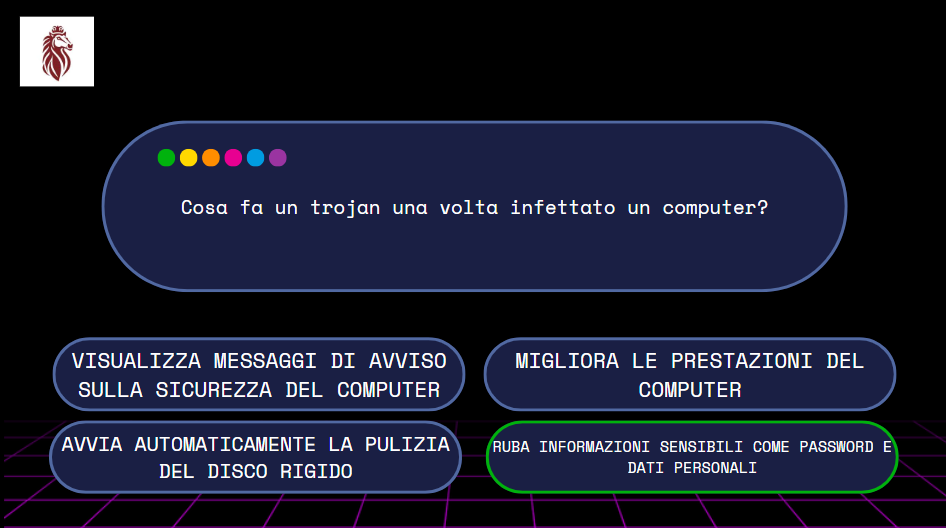 Cosa fa un trojan una volta infettato un computer?
VISUALIZZA MESSAGGI DI AVVISO
SULLA SICUREZZA DEL COMPUTER
MIGLIORA LE PRESTAZIONI DEL
COMPUTER
AVVIA AUTOMATICAMENTE LA PULIZIA
DEL DISCO RIGIDO
RUBA INFORMAZIONI SENSIBILI COME PASSWORD E
DATI PERSONALI